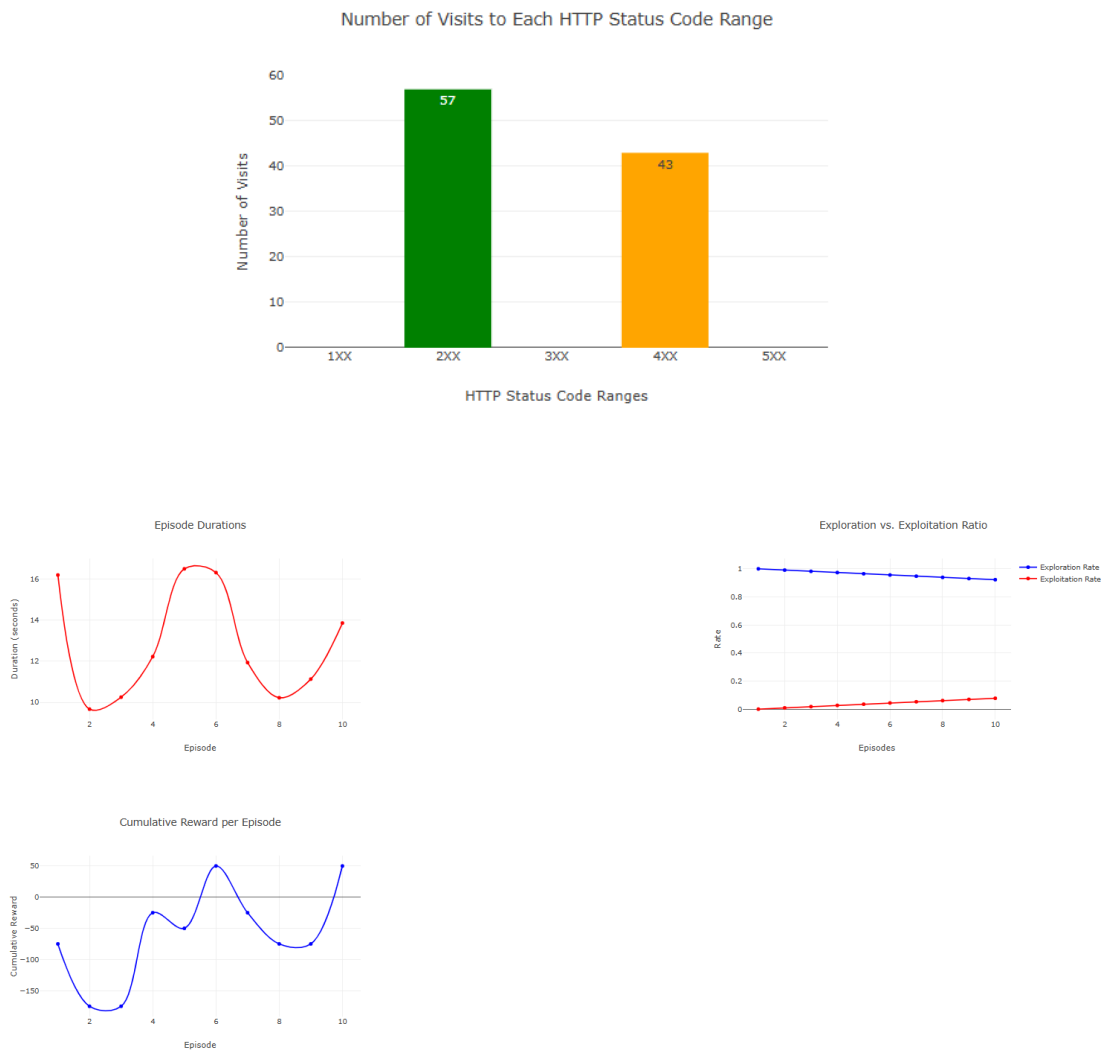 Number of Visits to Each HTTP Status Code Range
60
50
40
30
20
10
0
Number of Visits
57
43
1XX
2XX
3XX
4XX
5XX
HTTP Status Code Ranges
Episode Durations
16
14
12
10
Duration (seconds)
2
4
6
8
10
Episode
Exploration vs. Exploitation Ratio
1
0.8
0.6
0.4
0.2
0
Rate
2
4
6
8
10
Episodes
Exploration Rate
Exploitation Rate
Cumulative Reward per Episode
50
0
−50
−100
−150
Cumulative Reward
2
4
6
8
10
Episode